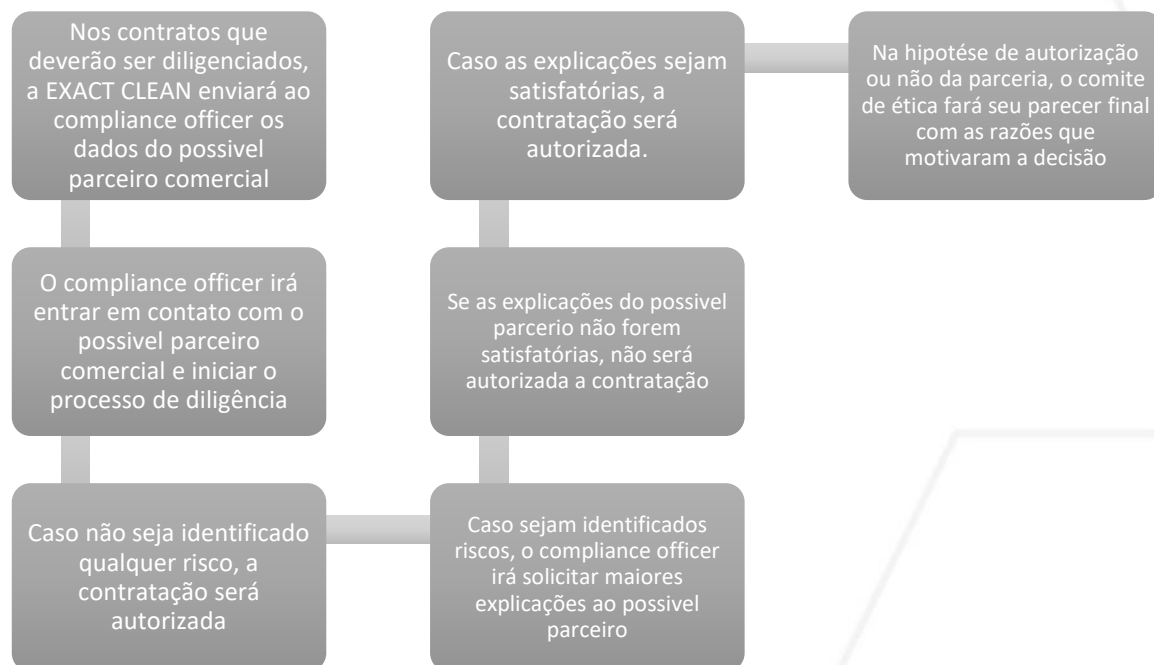 Nos contratos que
deverão ser diligenciados,
a EXACT CLEAN enviará ao
compliance officer os
dados do possivel
parceiro comercial
O compliance officer irá
entrar em contato com o
possivel parceiro
comercial e iniciar o
processo de diligência
Caso não seja identificado
qualquer risco, a
contratação será
autorizada
Caso sejam identificados
riscos, o compliance officer
irá solicitar maiores
explicações ao possivel
parceiro
Se as explicações do possivel
parcerio não forem
satisfatórias, não será
autorizada a contratação
Caso as explicações sejam
satisfatórias, a
contratação será
autorizada.
Na hipotése de autorização
ou não da parceria, o comite
de ética fará seu parecer final
com as razões que
motivaram a decisão